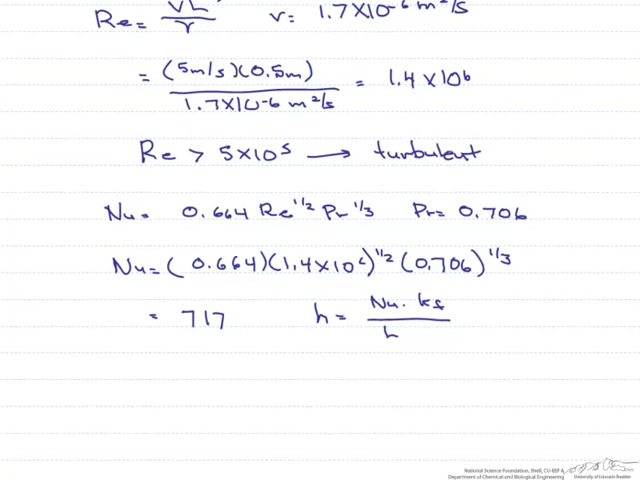 Re = VL / ν ν = 1.7×10⁻⁶ m²/s
= (5m/s)(0.5m) / 1.7×10⁻⁶ m²/s = 1.4×10⁶
Re > 5×10⁵ → turbulent
Nu = 0.664 Re^1/2 Pr^1/3 Pr = 0.706
Nu = (0.664)(1.4×10⁶)^1/2 (0.706)^1/3
= 717 h = Nu · kf / L
National Science Foundation, Shell, CU-EEF &
Department of Chemical and Biological Engineering University of Colorado Boulder